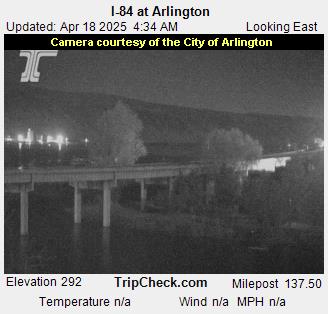 I-84 at Arlington
Updated: Apr 18 2025 4:34 AM Looking East
Camera courtesy of the City of Arlington
Elevation 292 TripCheck.com Milepost 137.50
Temperature n/a Wind n/a MPH n/a